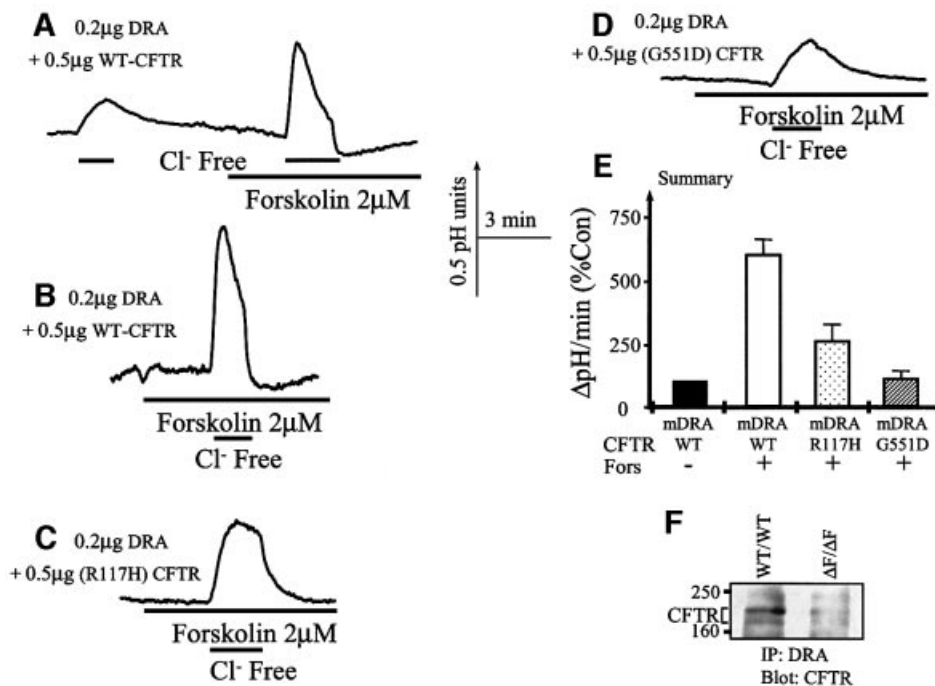 A
0.2μg DRA
+ 0.5μg WT-CFTR
Cl- Free
Forskolin 2μM
B
0.2μg DRA
+ 0.5μg WT-CFTR
Forskolin 2μM
Cl- Free
C
0.2μg DRA
+ 0.5μg (R117H) CFTR
Forskolin 2μM
Cl- Free
0.5 pH units
3 min
D
0.2μg DRA
+ 0.5μg (G551D) CFTR
Forskolin 2μM
Cl- Free
E
Summary
ΔpH/min (%Con)
750
500
250
0
mDRA mDRA mDRA mDRA
CFTR WT WT R117H G551D
Fors - + + +
F
WT/WT
ΔF/ΔF
250
CFTR
160
IP: DRA
Blot: CFTR